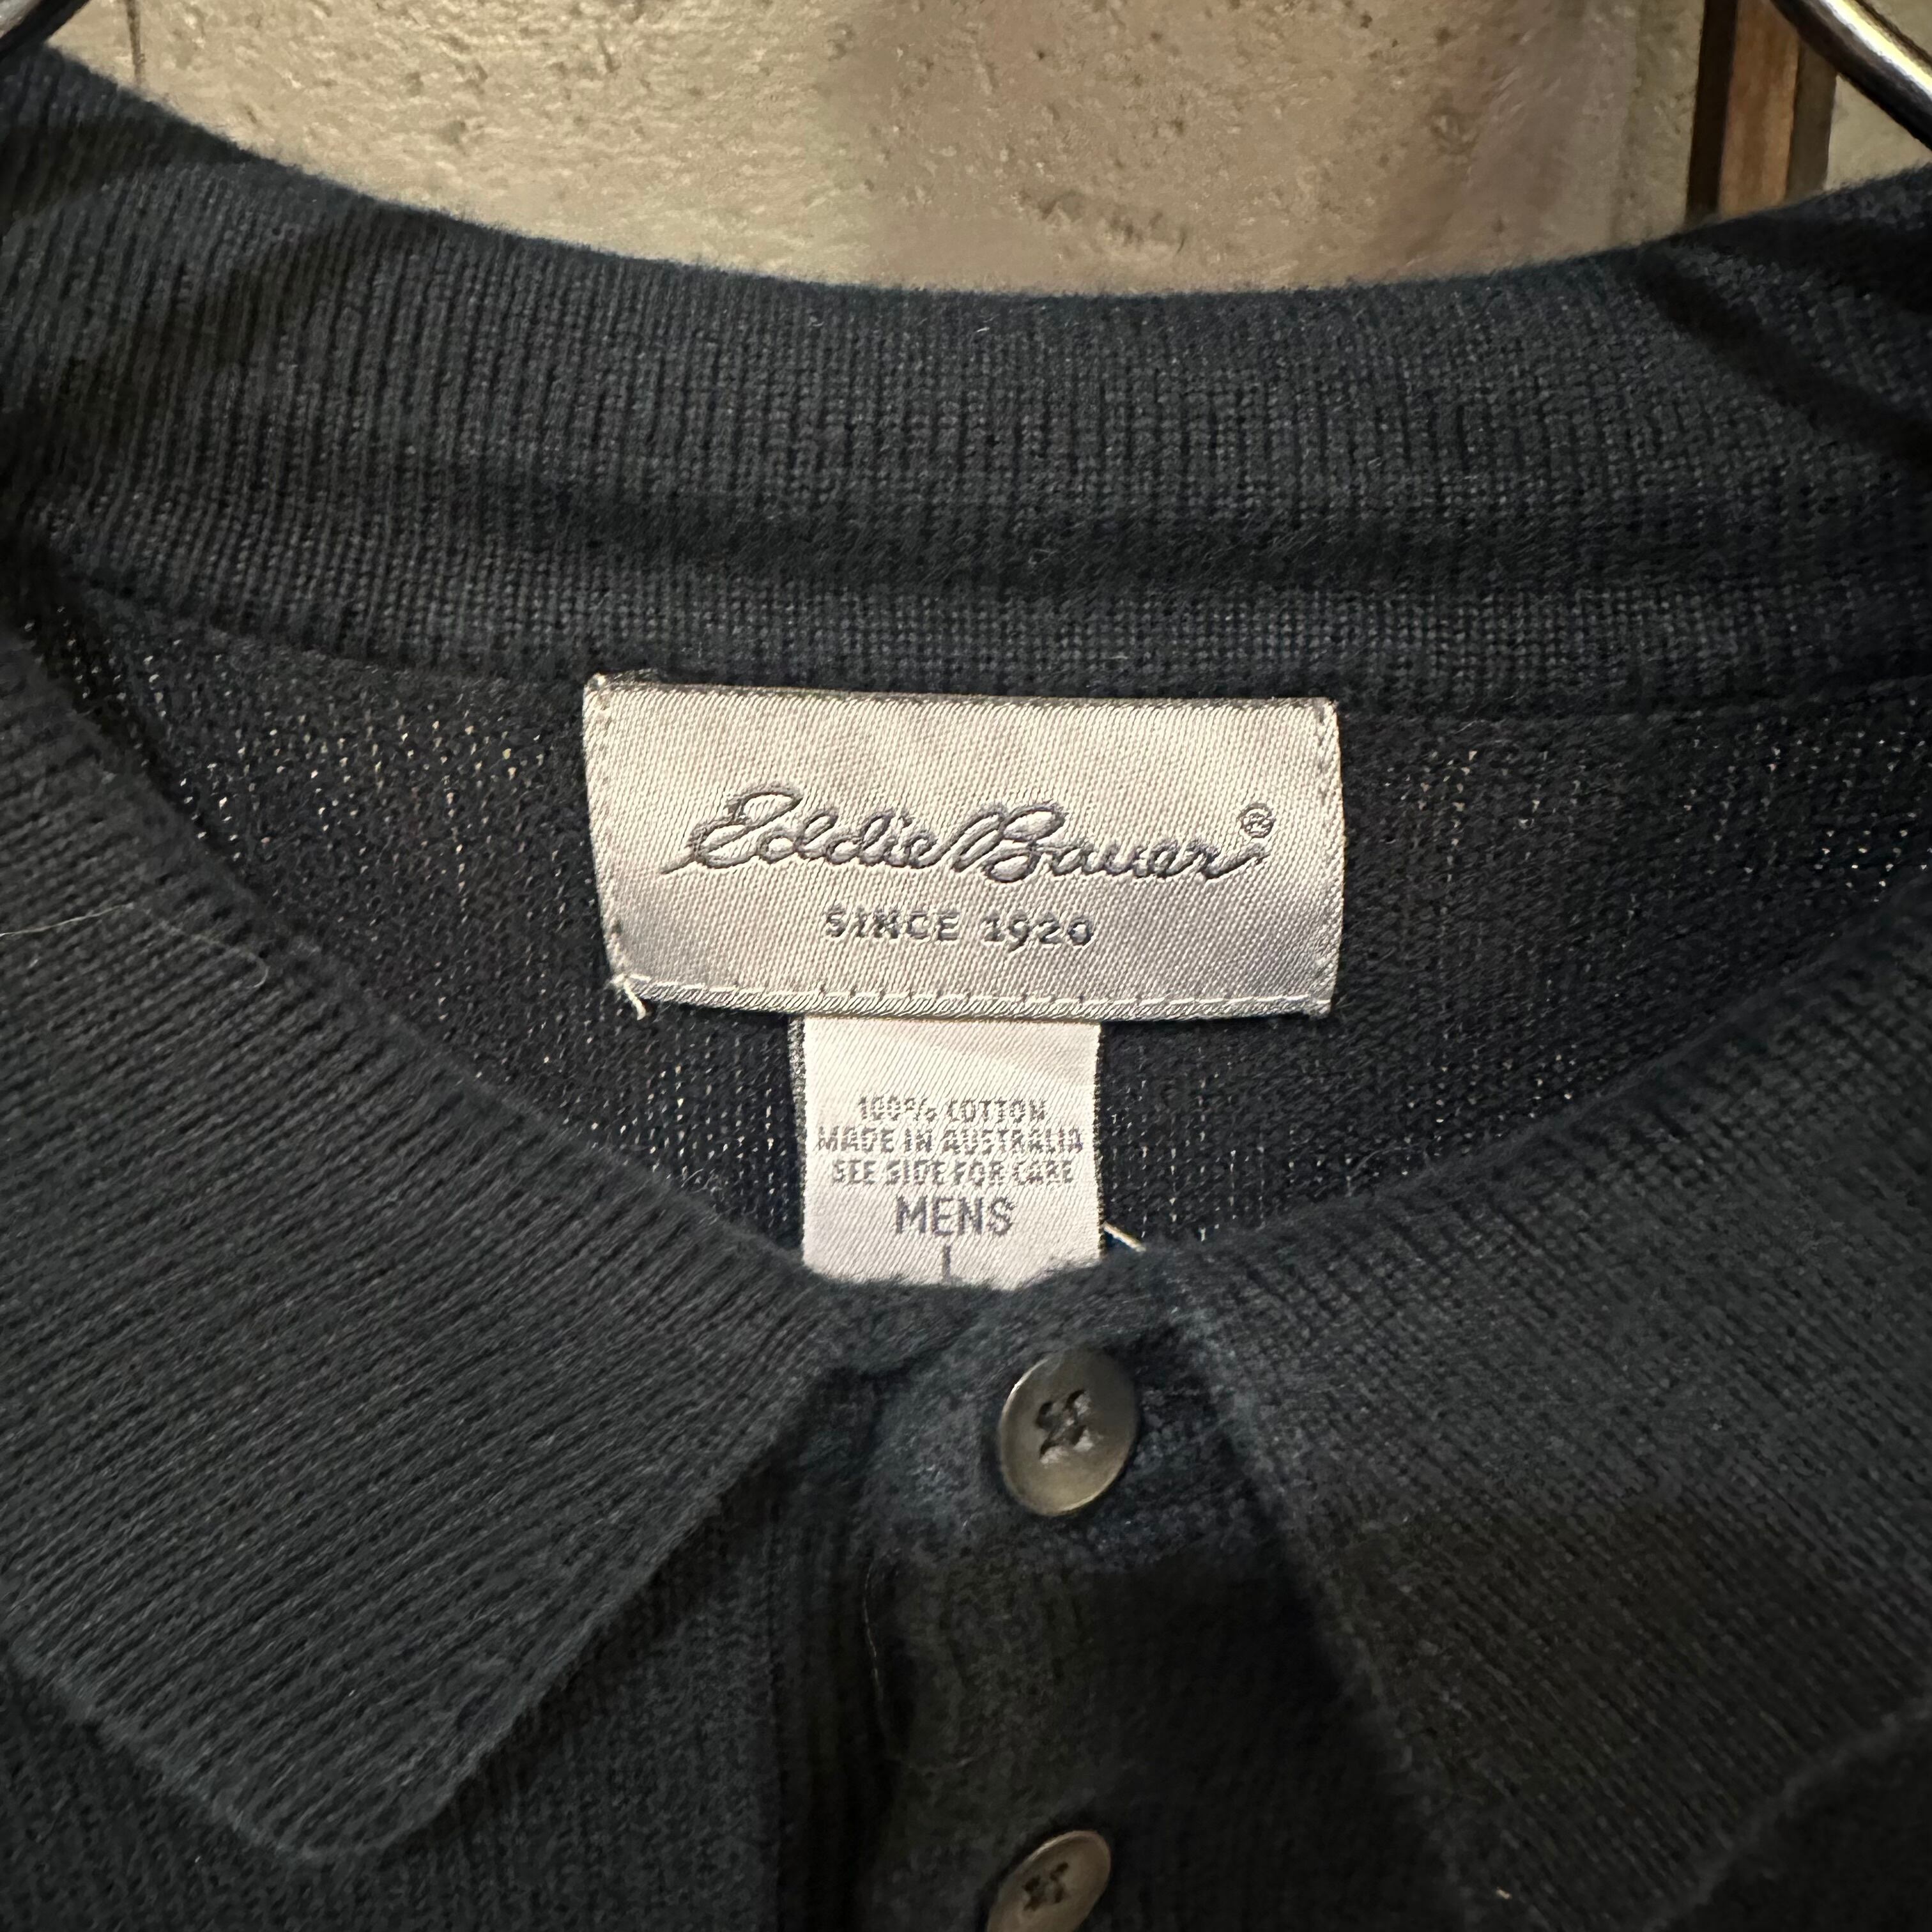 Eddie Bauer®
SINCE 1920
100% COTTON
MADE IN AUSTRALIA
SEE SIDE FOR CARE
MENS
L